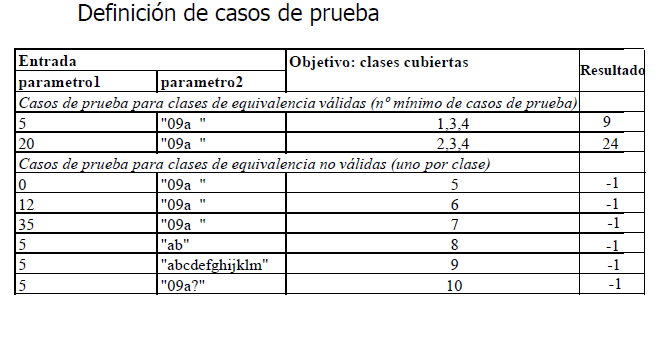 Definición de casos de prueba
Entrada Objetivo: clases cubiertas Resultado
parametro1 parametro2
Casos de prueba para clases de equivalencia válidas (nº mínimo de casos de prueba)
5 "09a  " 1,3,4 9
20 "09a  " 2,3,4 24
Casos de prueba para clases de equivalencia no válidas (uno por clase)
0 "09a  " 5 -1
12 "09a  " 6 -1
35 "09a  " 7 -1
5 "ab" 8 -1
5 "abcdefghijklm" 9 -1
5 "09a?" 10 -1